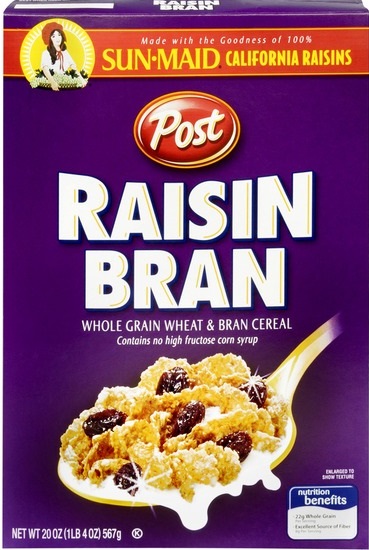 RAISIN
BRAN
Made with the Goodness of 100%
SUN-MAID® CALIFORNIA RAISINS
Post
RAISIN
BRAN
WHOLE GRAIN WHEAT & BRAN CEREAL
Contains no high fructose corn syrup
ENLARGED TO
SHOW TEXTURE
nutrition
benefits
22g Whole Grain
Per Serving
Excellent Source of Fiber
NET WT 20 OZ (1LB 4 OZ) 567g
K